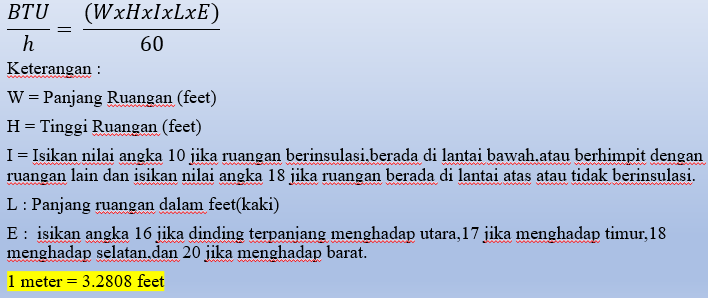 BTU/h = (WxHxIxLxE)/60
Keterangan :
W = Panjang Ruangan (feet)
H = Tinggi Ruangan (feet)
I = Isikan nilai angka 10 jika ruangan berinsulasi,berada di lantai bawah,atau berhimpit dengan
ruangan lain dan isikan nilai angka 18 jika ruangan berada di lantai atas atau tidak berinsulasi.
L : Panjang ruangan dalam feet(kaki)
E :  isikan angka 16 jika dinding terpanjang menghadap utara,17 jika menghadap timur,18
menghadap selatan,dan 20 jika menghadap barat.
1 meter = 3.2808 feet